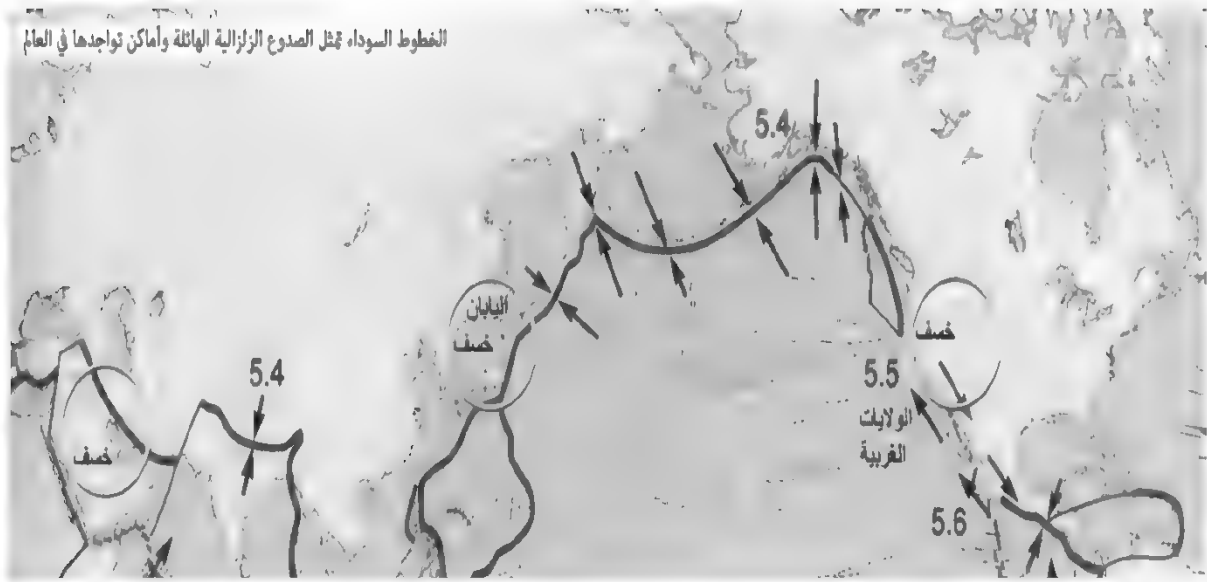 الخطوط السوداء تمثل الصدوع الزلزالية الهائلة وأماكن تواجدها في العالم
5.4
اليابان
خسف
خسف
5.4
5.5
الولايات
الغربية
خسف
5.6